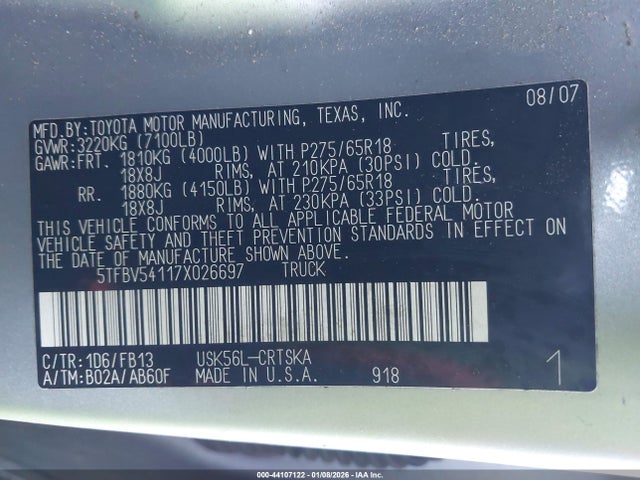 08/07
MFD.BY:TOYOTA MOTOR MANUFACTURING, TEXAS, INC.
GVWR:3220KG (7100LB)
GAWR:FRT. 1810KG (4000LB) WITH P275/65R18 TIRES,
18X8J RIMS, AT 210KPA (30PSI) COLD.
RR. 1880KG (4150LB) WITH P275/65R18 TIRES,
18X8J RIMS, AT 230KPA (33PSI) COLD.
THIS VEHICLE CONFORMS TO ALL APPLICABLE FEDERAL MOTOR
VEHICLE SAFETY AND THEFT PREVENTION STANDARDS IN EFFECT ON
THE DATE OF MANUFACTURE SHOWN ABOVE.
5TFBV54117X026697 TRUCK
C/TR:1D6/FB13 USK56L-CRTSKA
A/TM:B02A/AB60F MADE IN U.S.A. 918 1
000-44107122 - 01/08/2026 - IAA Inc.